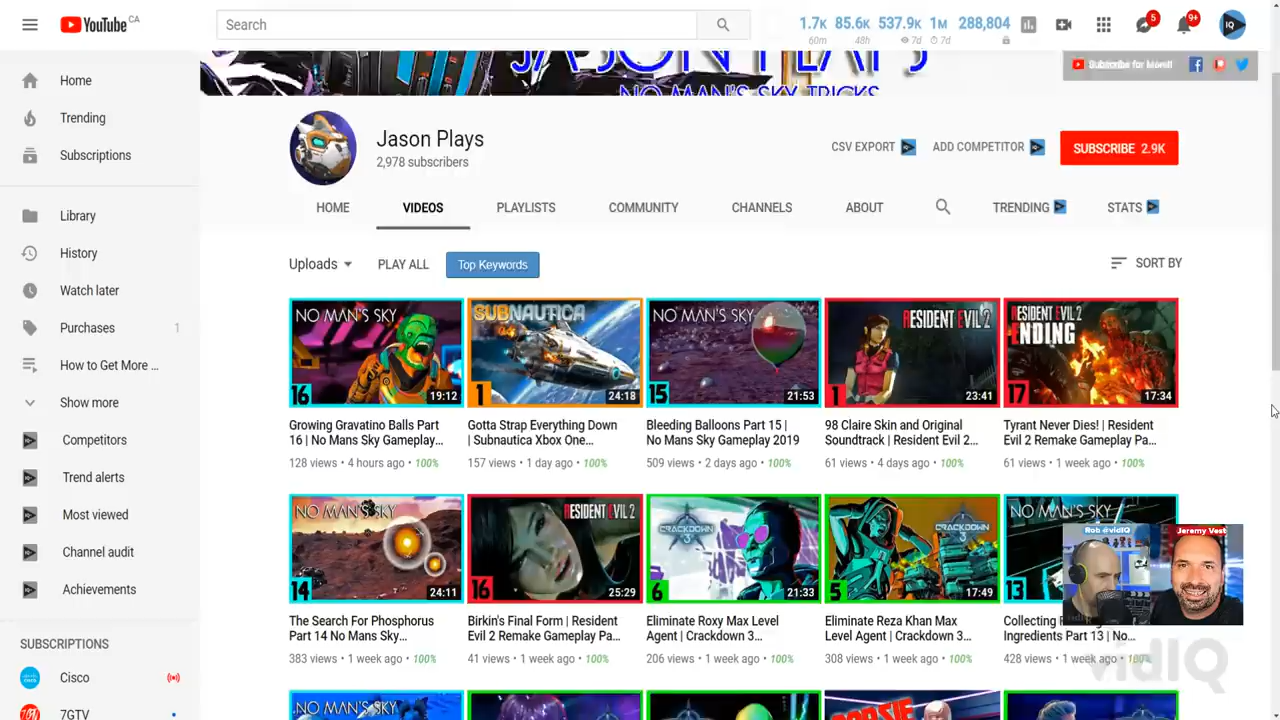 YouTube CA
Search
1.7k 85.6k 537.9k 1M 288,804
60m 48h 7d 7d
5
9+
IQ
Home
Trending
Subscriptions
Library
History
Watch later
Purchases 1
How to Get More ...
Show more
Competitors
Trend alerts
Most viewed
Channel audit
Achievements
SUBSCRIPTIONS
Cisco
7GTV
JASON PLAYS
NO MAN'S SKY TRICKS
Jason Plays
2,978 subscribers
CSV EXPORT
ADD COMPETITOR
SUBSCRIBE 2.9K
HOME
VIDEOS
PLAYLISTS
COMMUNITY
CHANNELS
ABOUT
TRENDING
STATS
Uploads
PLAY ALL
Top Keywords
SORT BY
NO MAN'S SKY
16
19:12
Growing Gravatino Balls Part
16 | No Mans Sky Gameplay...
128 views • 4 hours ago • 100%
SUBNAUTICA
1
24:18
Gotta Strap Everything Down
| Subnautica Xbox One...
157 views • 1 day ago • 100%
NO MAN'S SKY
15
21:53
Bleeding Balloons Part 15 |
No Mans Sky Gameplay 2019
509 views • 2 days ago • 100%
RESIDENT EVIL 2
1
23:41
98 Claire Skin and Original
Soundtrack | Resident Evil 2...
61 views • 4 days ago • 100%
RESIDENT EVIL 2
ENDING
17
17:34
Tyrant Never Dies! | Resident
Evil 2 Remake Gameplay Pa...
61 views • 1 week ago • 100%
NO MAN'S SKY
14
24:11
The Search For Phosphorus
Part 14 No Mans Sky...
383 views • 1 week ago • 100%
RESIDENT EVIL 2
16
25:29
Birkin's Final Form | Resident
Evil 2 Remake Gameplay Pa...
41 views • 1 week ago • 100%
CRACKDOWN 3
6
21:33
Eliminate Roxy Max Level
Agent | Crackdown 3...
206 views • 1 week ago • 100%
CRACKDOWN 3
5
17:49
Eliminate Reza Khan Max
Level Agent | Crackdown 3...
308 views • 1 week ago • 100%
NO MAN'S SKY
13
Collecting
Ingredients Part 13 | No...
428 views • 1 week ago • 100%
Rob @vidIQ
Jeremy Vest
vidIQ
NO MAN'S SKY